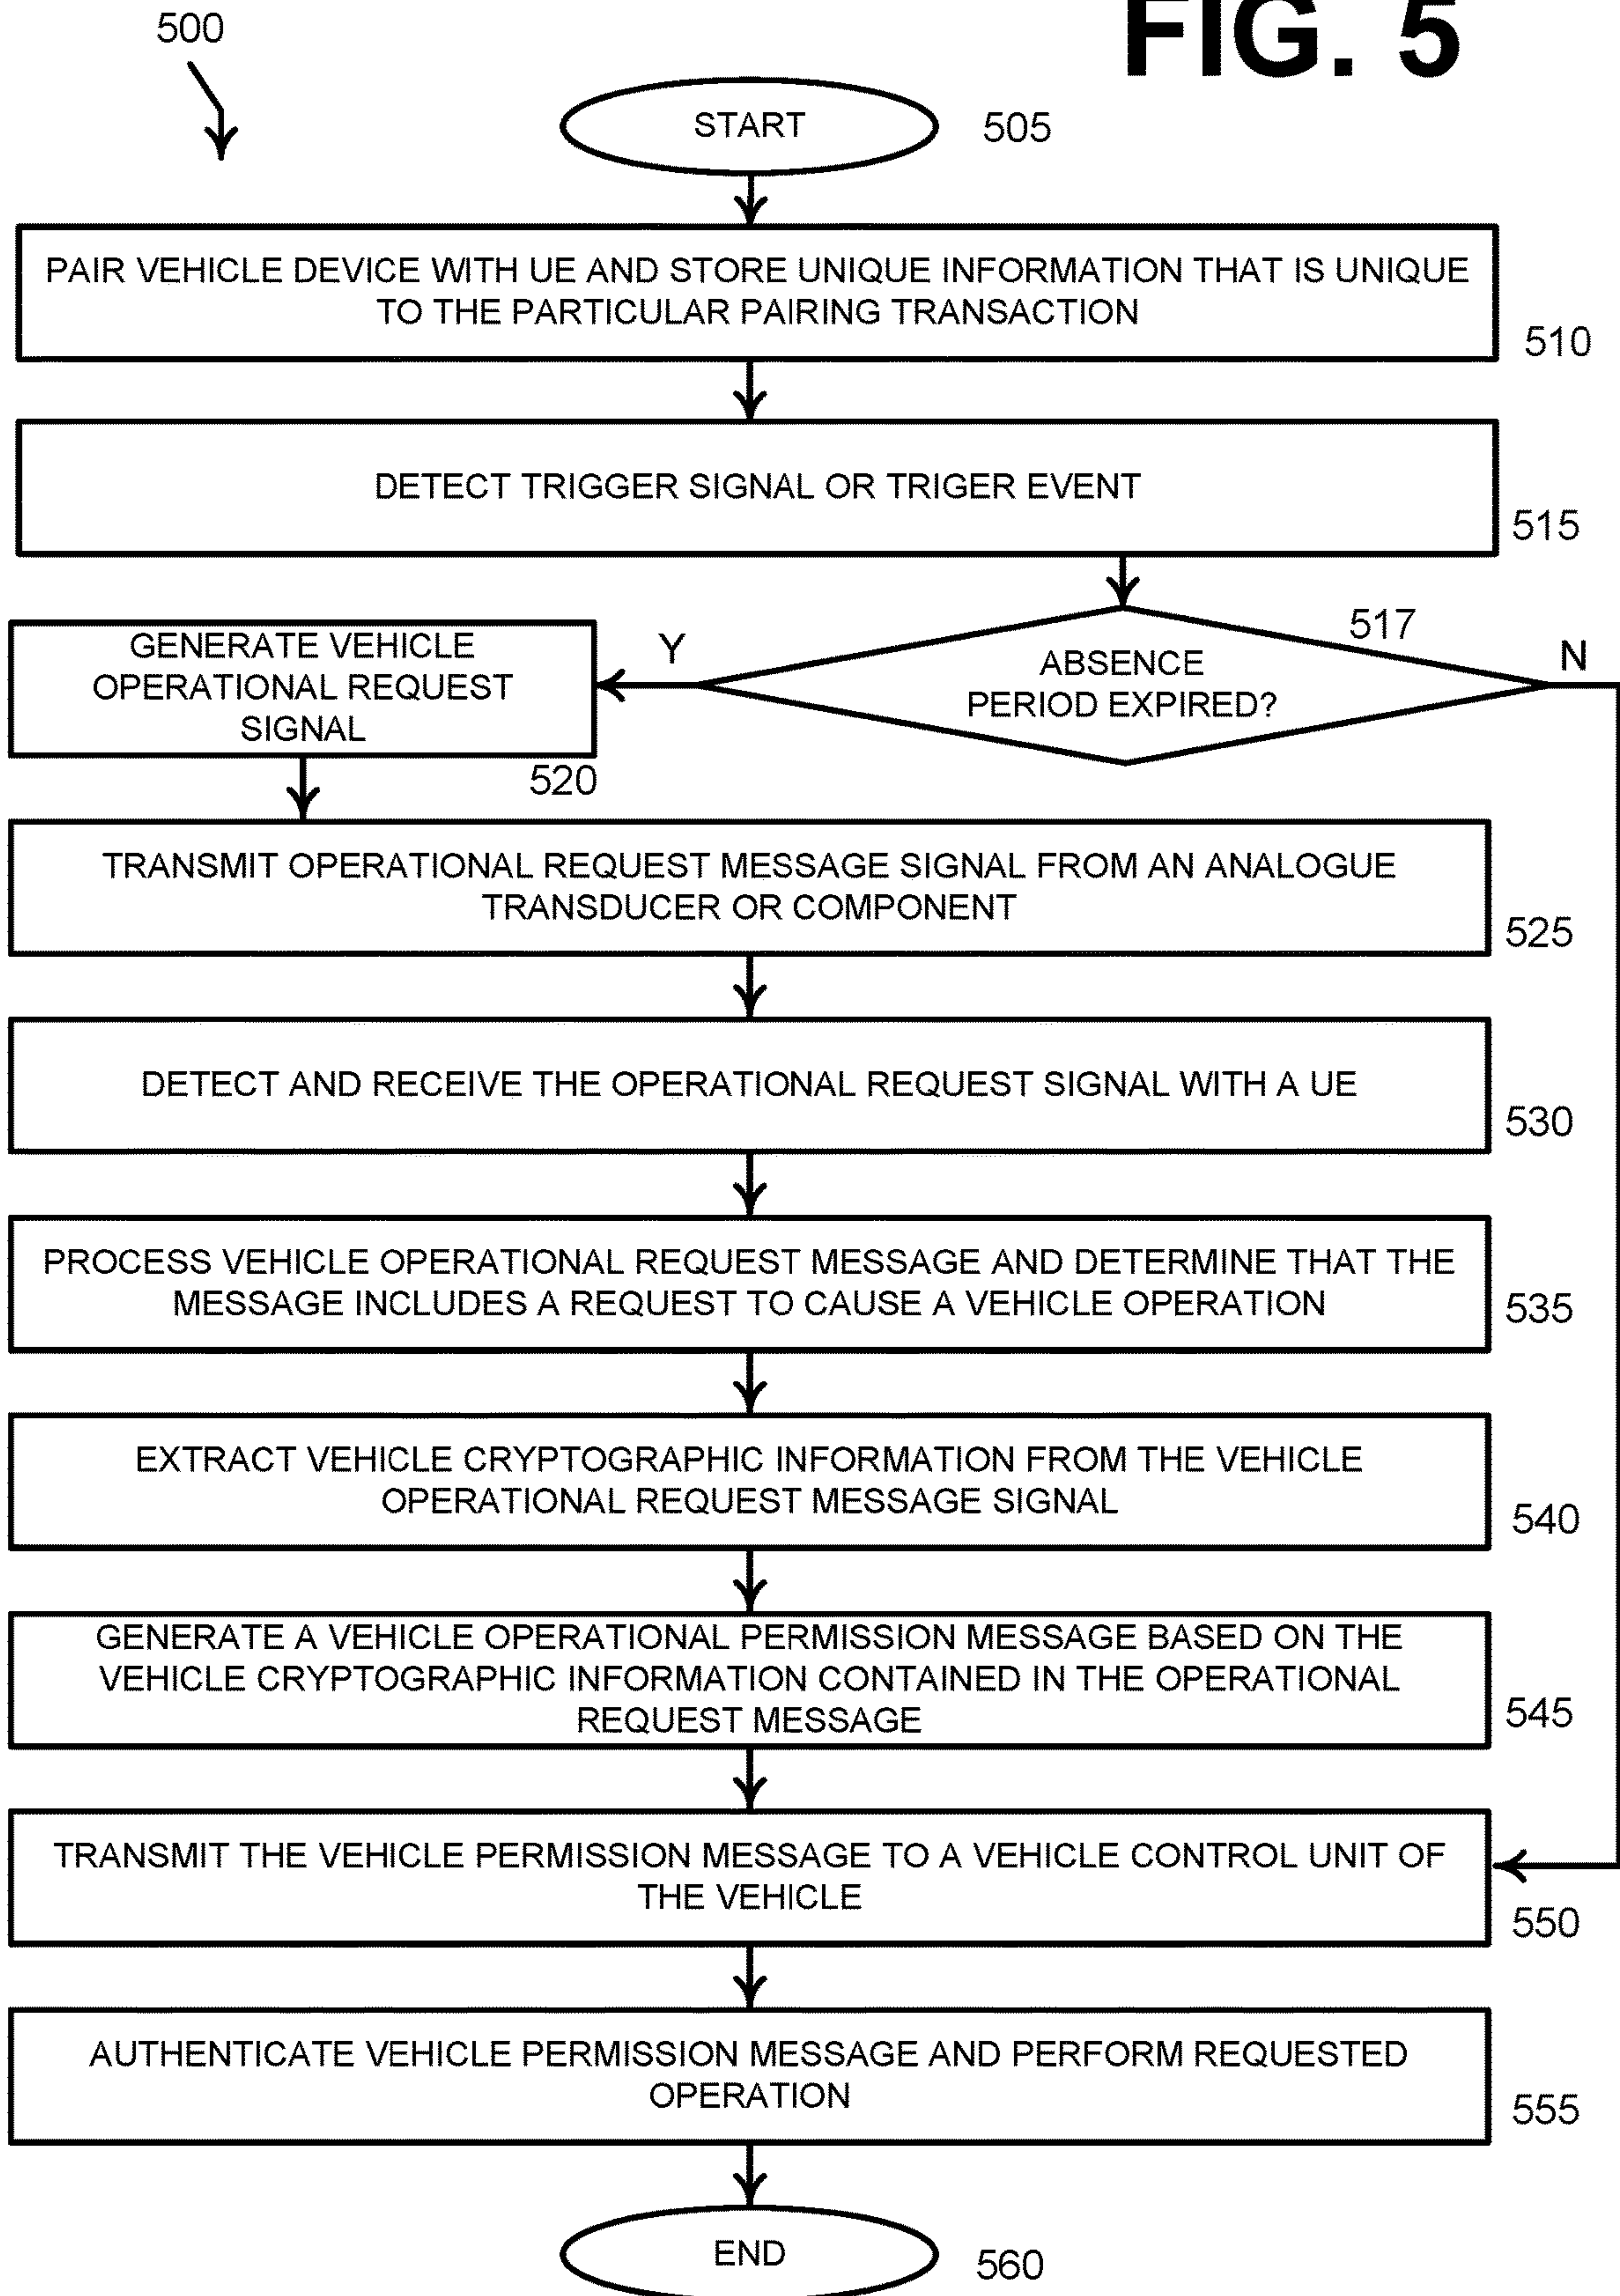 FIG. 5
500
START
505
PAIR VEHICLE DEVICE WITH UE AND STORE UNIQUE INFORMATION THAT IS UNIQUE
TO THE PARTICULAR PAIRING TRANSACTION
510
DETECT TRIGGER SIGNAL OR TRIGER EVENT
515
517
ABSENCE
PERIOD EXPIRED?
Y
N
GENERATE VEHICLE
OPERATIONAL REQUEST
SIGNAL
520
TRANSMIT OPERATIONAL REQUEST MESSAGE SIGNAL FROM AN ANALOGUE
TRANSDUCER OR COMPONENT
525
DETECT AND RECEIVE THE OPERATIONAL REQUEST SIGNAL WITH A UE
530
PROCESS VEHICLE OPERATIONAL REQUEST MESSAGE AND DETERMINE THAT THE
MESSAGE INCLUDES A REQUEST TO CAUSE A VEHICLE OPERATION
535
EXTRACT VEHICLE CRYPTOGRAPHIC INFORMATION FROM THE VEHICLE
OPERATIONAL REQUEST MESSAGE SIGNAL
540
GENERATE A VEHICLE OPERATIONAL PERMISSION MESSAGE BASED ON THE
VEHICLE CRYPTOGRAPHIC INFORMATION CONTAINED IN THE OPERATIONAL
REQUEST MESSAGE
545
TRANSMIT THE VEHICLE PERMISSION MESSAGE TO A VEHICLE CONTROL UNIT OF
THE VEHICLE
550
AUTHENTICATE VEHICLE PERMISSION MESSAGE AND PERFORM REQUESTED
OPERATION
555
END
560